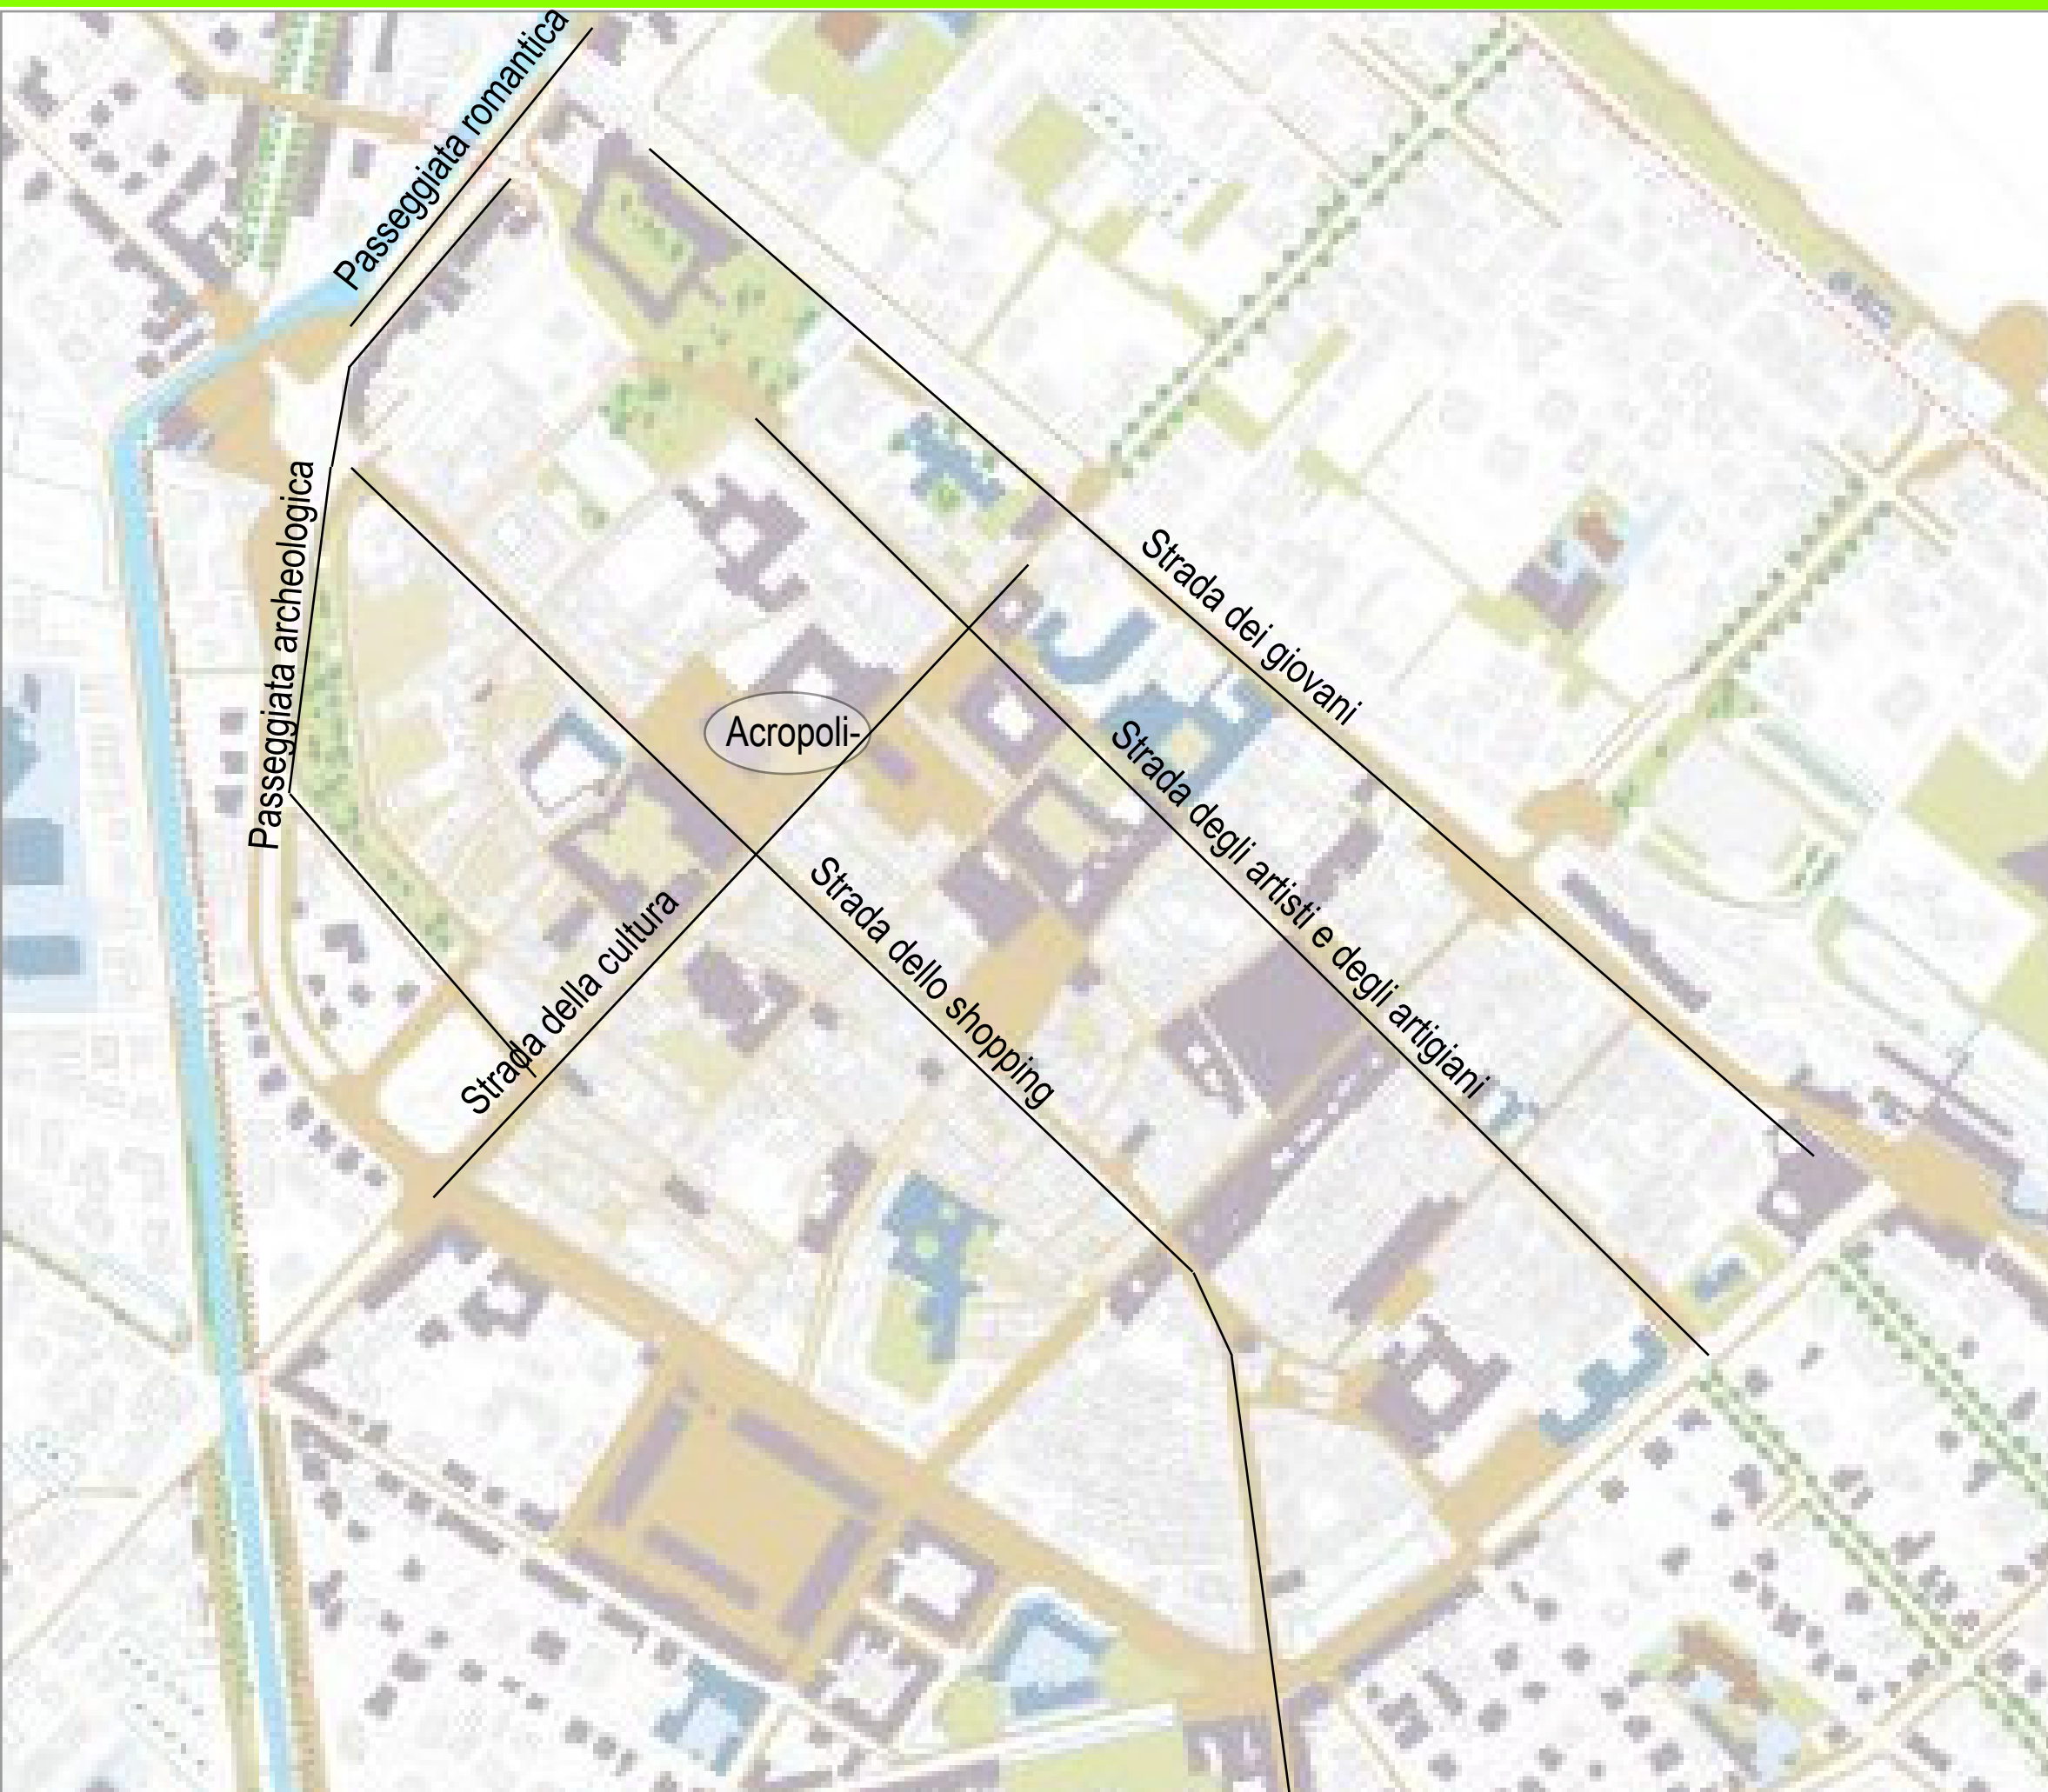 Passeggiata romantica
Passeggiata archeologica
Strada dei giovani
Acropoli-
Strada degli artisti e degli artigiani
Strada dello shopping
Strada della cultura